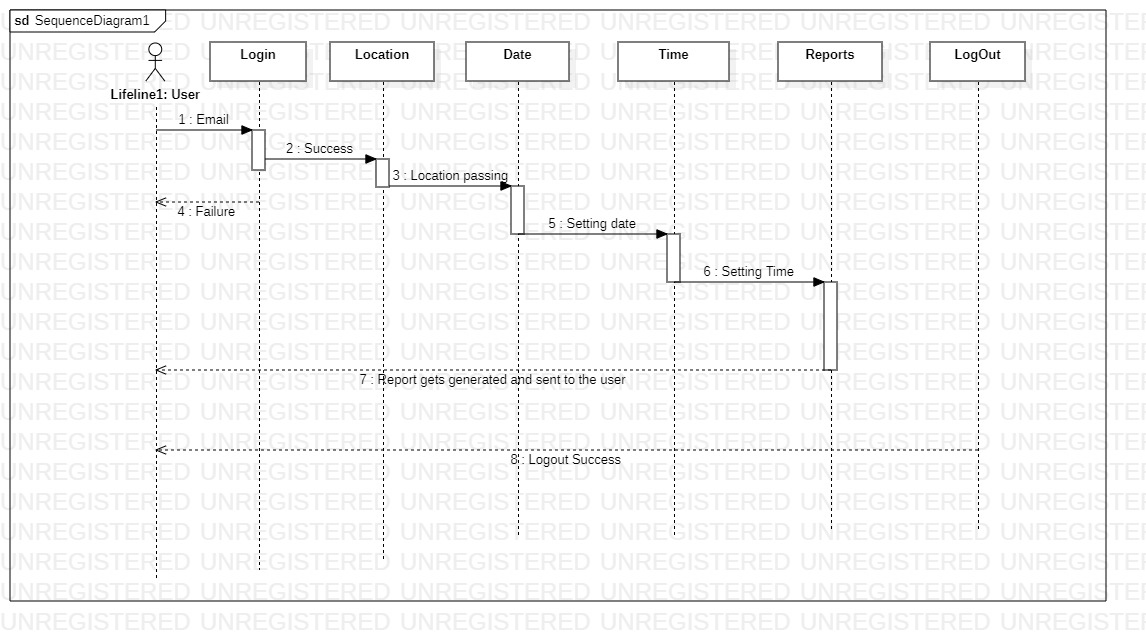 sd SequenceDiagram1
Login
Location
Date
Time
Reports
LogOut
Lifeline1: User
1 : Email
2 : Success
3 : Location passing
4 : Failure
5 : Setting date
6 : Setting Time
7 : Report gets generated and sent to the user
8 : Logout Success
UNREGISTERED UNREGISTERED UNREGISTERED UNREGISTERED UNREGISTERED UNREGISTERED